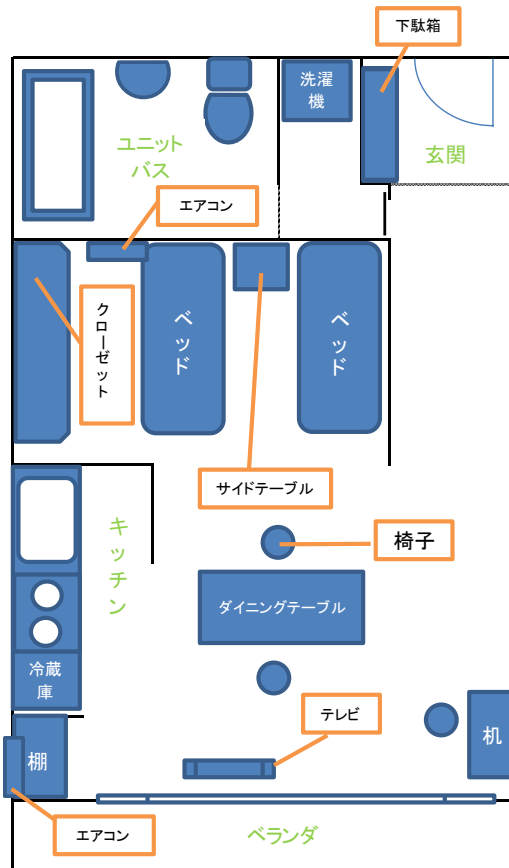 下駄箱
洗濯
機
ユニット
バス
玄関
エアコン
クローゼット
ベッド
ベッド
サイドテーブル
キッチン
椅子
ダイニングテーブル
冷蔵
庫
テレビ
机
棚
エアコン
ベランダ